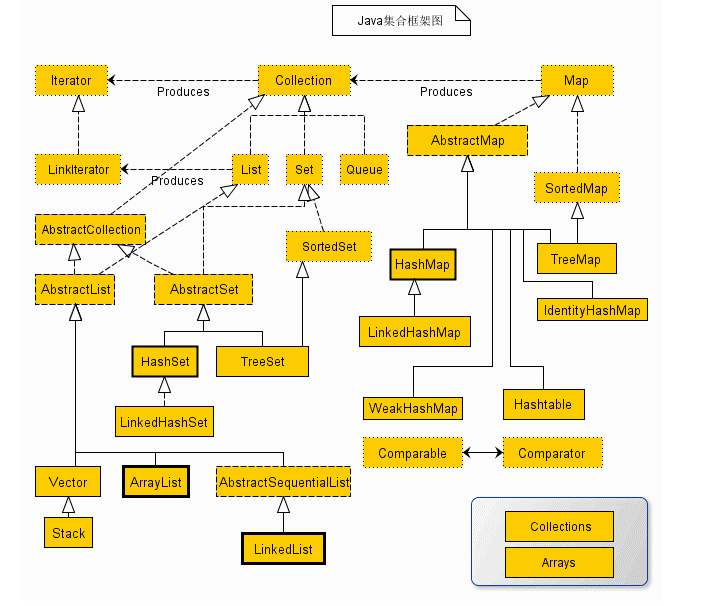 Java集合框架图
Iterator
Produces
Collection
Produces
Map
AbstractMap
LinkIterator
Produces
List
Set
Queue
SortedMap
AbstractCollection
SortedSet
TreeMap
HashMap
AbstractList
AbstractSet
IdentityHashMap
LinkedHashMap
HashSet
TreeSet
WeakHashMap
Hashtable
LinkedHashSet
Comparable
Comparator
Vector
ArrayList
AbstractSequentialList
Stack
LinkedList
Collections
Arrays